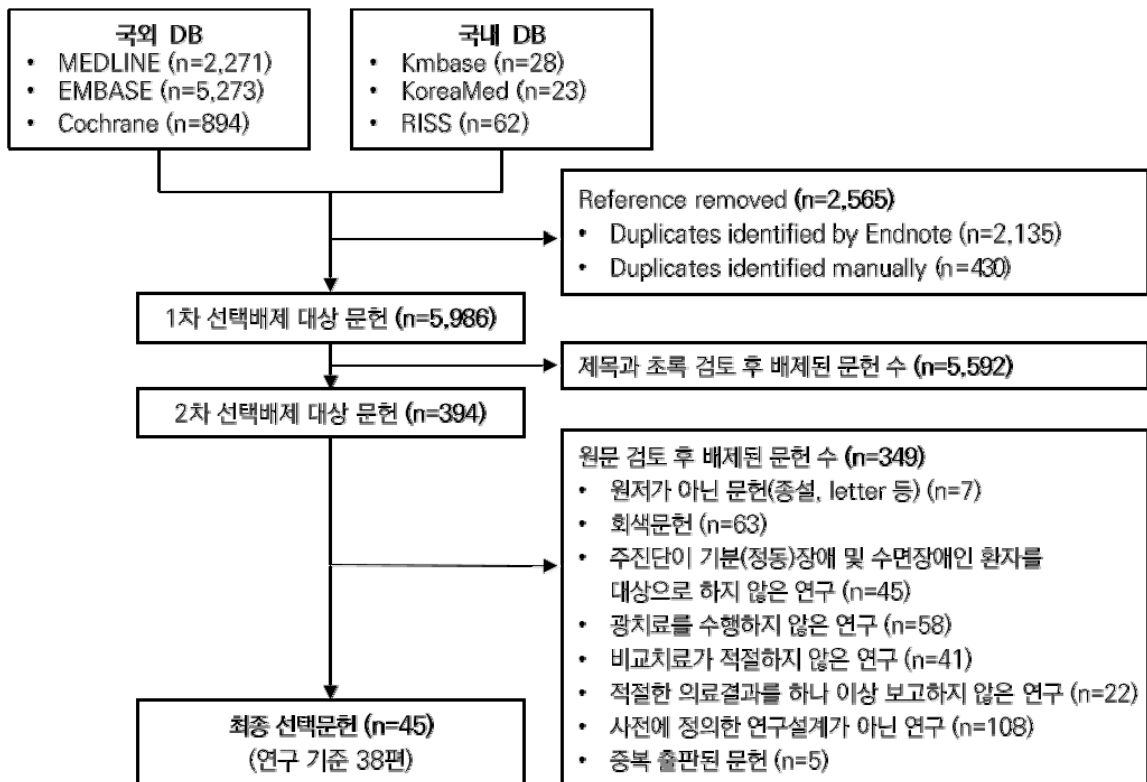 국외 DB
• MEDLINE (n=2,271)
• EMBASE (n=5,273)
• Cochrane (n=894)
국내 DB
• Kmbase (n=28)
• KoreaMed (n=23)
• RISS (n=62)
Reference removed (n=2,565)
• Duplicates identified by Endnote (n=2,135)
• Duplicates identified manually (n=430)
1차 선택배제 대상 문헌 (n=5,986)
제목과 초록 검토 후 배제된 문헌 수 (n=5,592)
2차 선택배제 대상 문헌 (n=394)
원문 검토 후 배제된 문헌 수 (n=349)
• 원저가 아닌 문헌(종설, letter 등) (n=7)
• 회색문헌 (n=63)
• 주진단이 기분(정동)장애 및 수면장애인 환자를
대상으로 하지 않은 연구 (n=45)
• 광치료를 수행하지 않은 연구 (n=58)
• 비교치료가 적절하지 않은 연구 (n=41)
• 적절한 의료결과를 하나 이상 보고하지 않은 연구 (n=22)
• 사전에 정의한 연구설계가 아닌 연구 (n=108)
• 중복 출판된 문헌 (n=5)
최종 선택문헌 (n=45)
(연구 기준 38편)